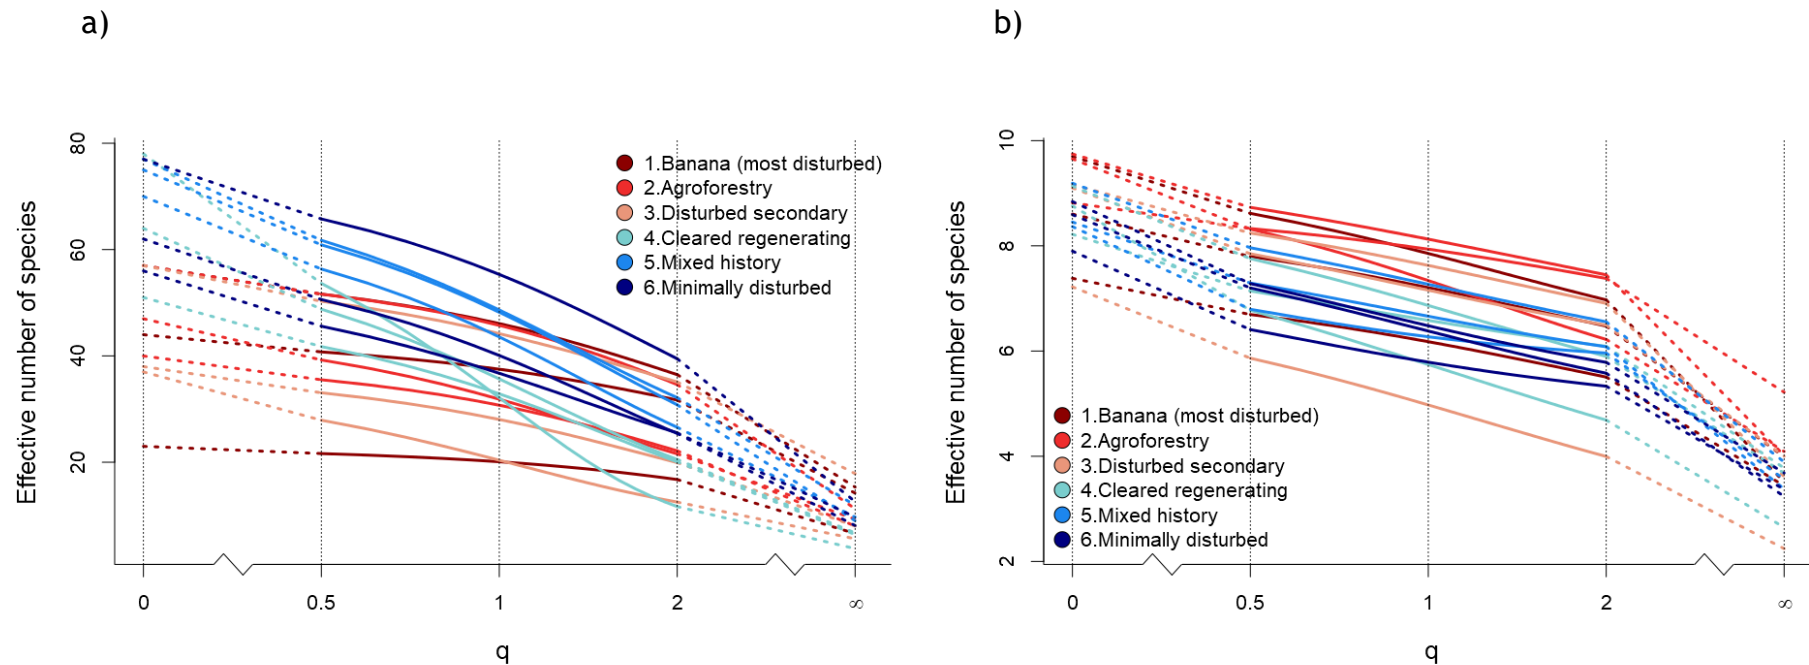 a)
Effective number of species
80
60
40
20
1.Banana (most disturbed)
2.Agroforestry
3.Disturbed secondary
4.Cleared regenerating
5.Mixed history
6.Minimally disturbed
0
0.5
1
2
∞
q
b)
Effective number of species
10
8
6
4
2
1.Banana (most disturbed)
2.Agroforestry
3.Disturbed secondary
4.Cleared regenerating
5.Mixed history
6.Minimally disturbed
0
0.5
1
2
∞
q